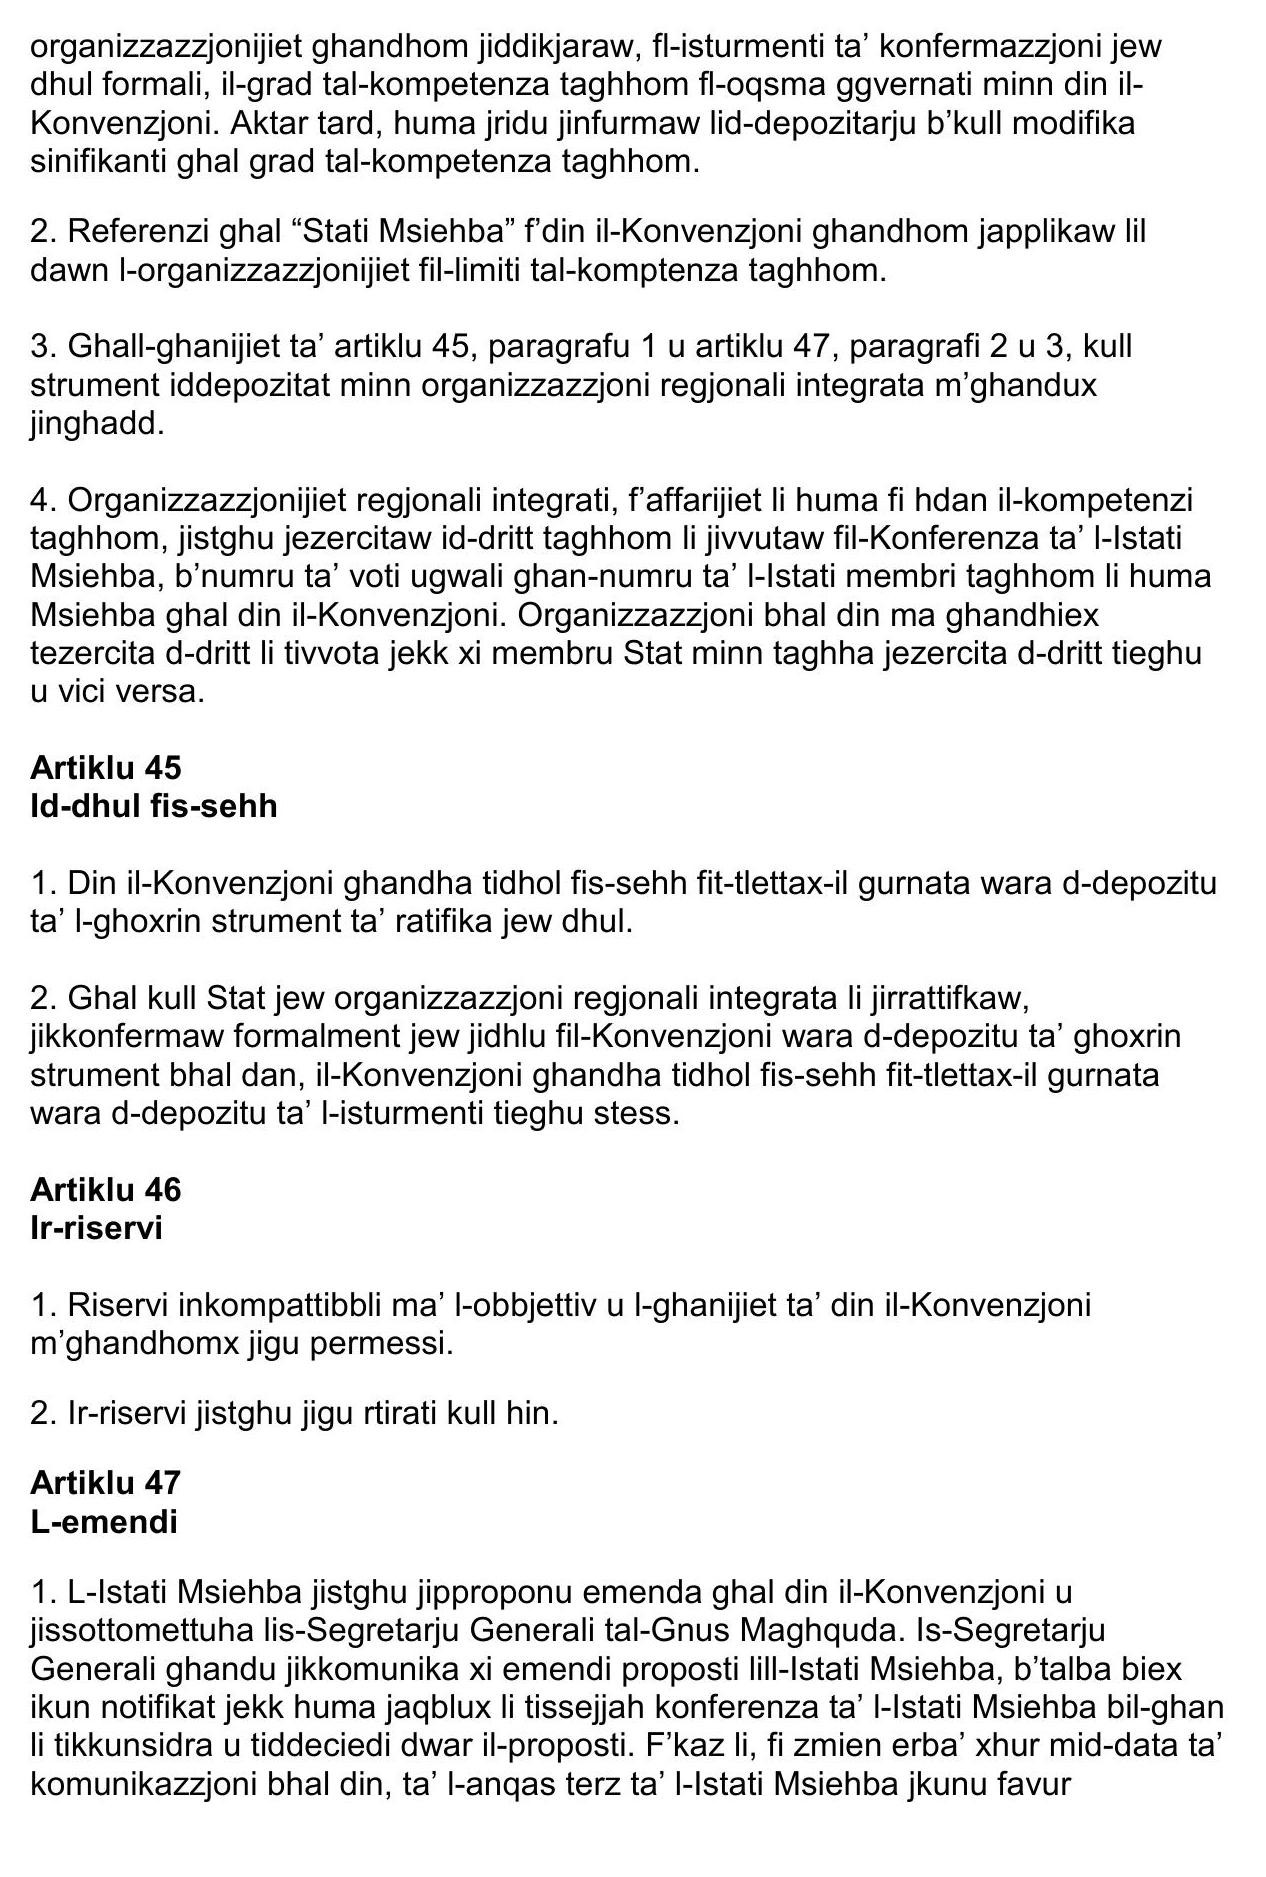 organizzazzjonijiet ghandhom jiddikjaraw, fl-isturmenti ta’ konfermazzjoni jew
dhul formali, il-grad tal-kompetenza taghhom fl-oqsma ggvernati minn din il-
Konvenzjoni. Aktar tard, huma jridu jinfurmaw lid-depozitarju b’kull modifika
sinifikanti ghal grad tal-kompetenza taghhom.
2. Referenzi ghal “Stati Msiehba” f’din il-Konvenzjoni ghandhom japplikaw lil
dawn l-organizzazzjonijiet fil-limiti tal-komptenza taghhom.
3. Ghall-ghanijiet ta’ artiklu 45, paragrafu 1 u artiklu 47, paragrafi 2 u 3, kull
strument iddepozitat minn organizzazzjoni regjonali integrata m’ghandux
jinghadd.
4. Organizzazzjonijiet regjonali integrati, f’affarijiet li huma fi hdan il-kompetenzi
taghhom, jistghu jezercitaw id-dritt taghhom li jivvutaw fil-Konferenza ta’ l-Istati
Msiehba, b’numru ta’ voti ugwali ghan-numru ta’ l-Istati membri taghhom li huma
Msiehba ghal din il-Konvenzjoni. Organizzazzjoni bhal din ma ghandhiex
tezercita d-dritt li tivvota jekk xi membru Stat minn taghha jezercita d-dritt tieghu
u vici versa.
Artiklu 45
Id-dhul fis-sehh
1. Din il-Konvenzjoni ghandha tidhol fis-sehh fit-tlettax-il gurnata wara d-depozitu
ta’ l-ghoxrin strument ta’ ratifika jew dhul.
2. Ghal kull Stat jew organizzazzjoni regjonali integrata li jirrattifkaw,
jikkonfermaw formalment jew jidhlu fil-Konvenzjoni wara d-depozitu ta’ ghoxrin
strument bhal dan, il-Konvenzjoni ghandha tidhol fis-sehh fit-tlettax-il gurnata
wara d-depozitu ta’ l-isturmenti tieghu stess.
Artiklu 46
Ir-riservi
1. Riservi inkompattibbli ma’ l-obbjettiv u l-ghanijiet ta’ din il-Konvenzjoni
m’ghandhomx jigu permessi.
2. Ir-riservi jistghu jigu rtirati kull hin.
Artiklu 47
L-emendi
1. L-Istati Msiehba jistghu jipproponu emenda ghal din il-Konvenzjoni u
jissottomettuha lis-Segretarju Generali tal-Gnus Maghquda. Is-Segretarju
Generali ghandu jikkomunika xi emendi proposti lill-Istati Msiehba, b’talba biex
ikun notifikat jekk huma jaqblux li tissejjah konferenza ta’ l-Istati Msiehba bil-ghan
li tikkunsidra u tiddeciedi dwar il-proposti. F’kaz li, fi zmien erba’ xhur mid-data ta’
komunikazzjoni bhal din, ta’ l-anqas terz ta’ l-Istati Msiehba jkunu favur